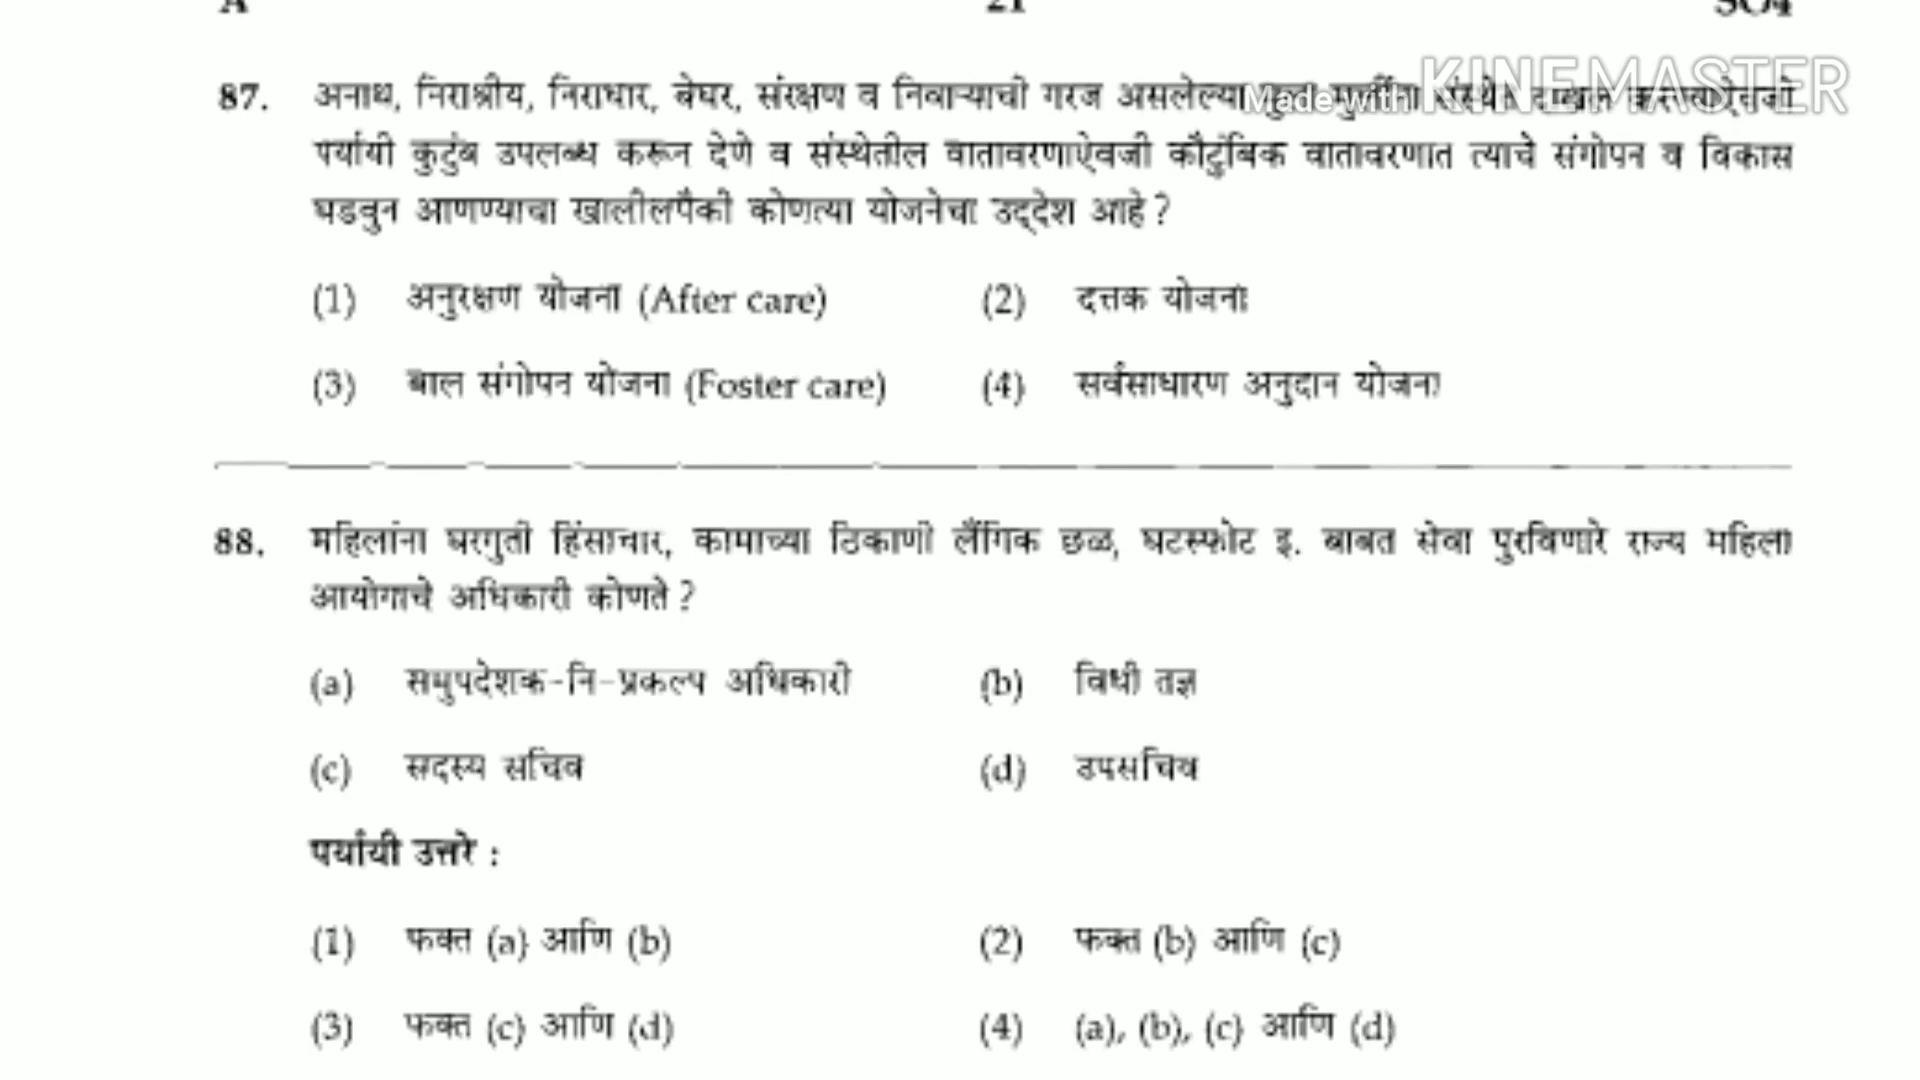 A 21 SO4
87. अनाथ, निराश्रीय, निराधार, बेघर, संरक्षण व निवाऱ्याची गरज असलेल्या
Made with KINEMASTER
पर्यायी कुटुंब उपलब्ध करून देणे व संस्थेतील वातावरणाऐवजी कौटुंबिक वातावरणात त्याचे संगोपन व विकास
घडवुन आणण्याचा खालीलपैकी कोणत्या योजनेचा उद्देश आहे ?
(1) अनुरक्षण योजना (After care) (2) दत्तक योजना
(3) बाल संगोपन योजना (Foster care) (4) सर्वसाधारण अनुदान योजना
88. महिलांना घरगुती हिंसाचार, कामाच्या ठिकाणी लैंगिक छळ, घटस्फोट इ. बाबत सेवा पुरविणारे राज्य महिला
आयोगाचे अधिकारी कोणते ?
(a) समुपदेशक-नि-प्रकल्प अधिकारी (b) विधी तज्ञ
(c) सदस्य सचिव (d) उपसचिव
पर्यायी उत्तरे :
(1) फक्त (a) आणि (b) (2) फक्त (b) आणि (c)
(3) फक्त (c) आणि (d) (4) (a), (b), (c) आणि (d)